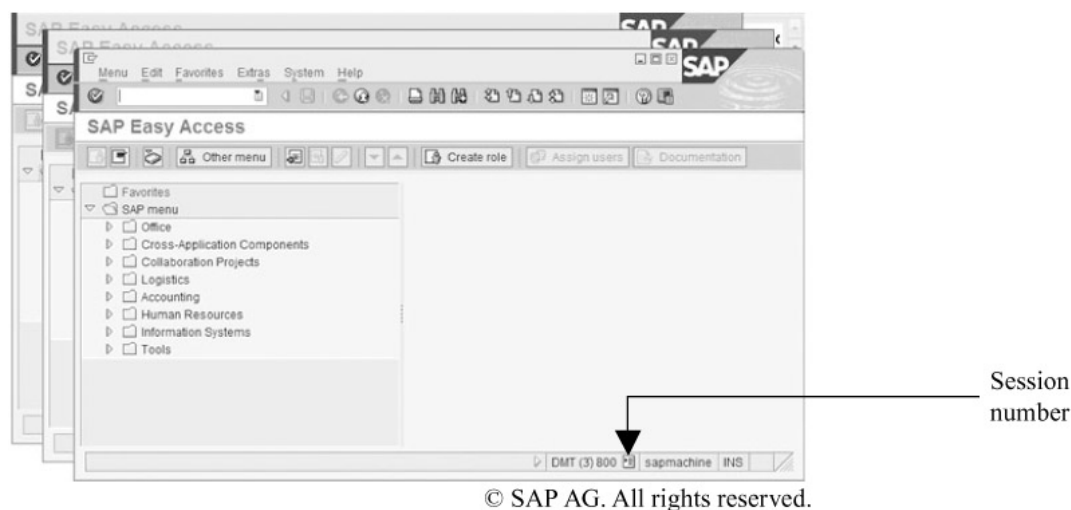 SAP Easy Access
SAP
SAP Easy Access
SAP
Menu Edit Favorites Extras System Help
SAP
SAP Easy Access
Other menu Create role Assign users Documentation
Favorites
SAP menu
Office
Cross-Application Components
Collaboration Projects
Logistics
Accounting
Human Resources
Information Systems
Tools
Session
number
DMT (3) 800 sapmachine INS
© SAP AG. All rights reserved.